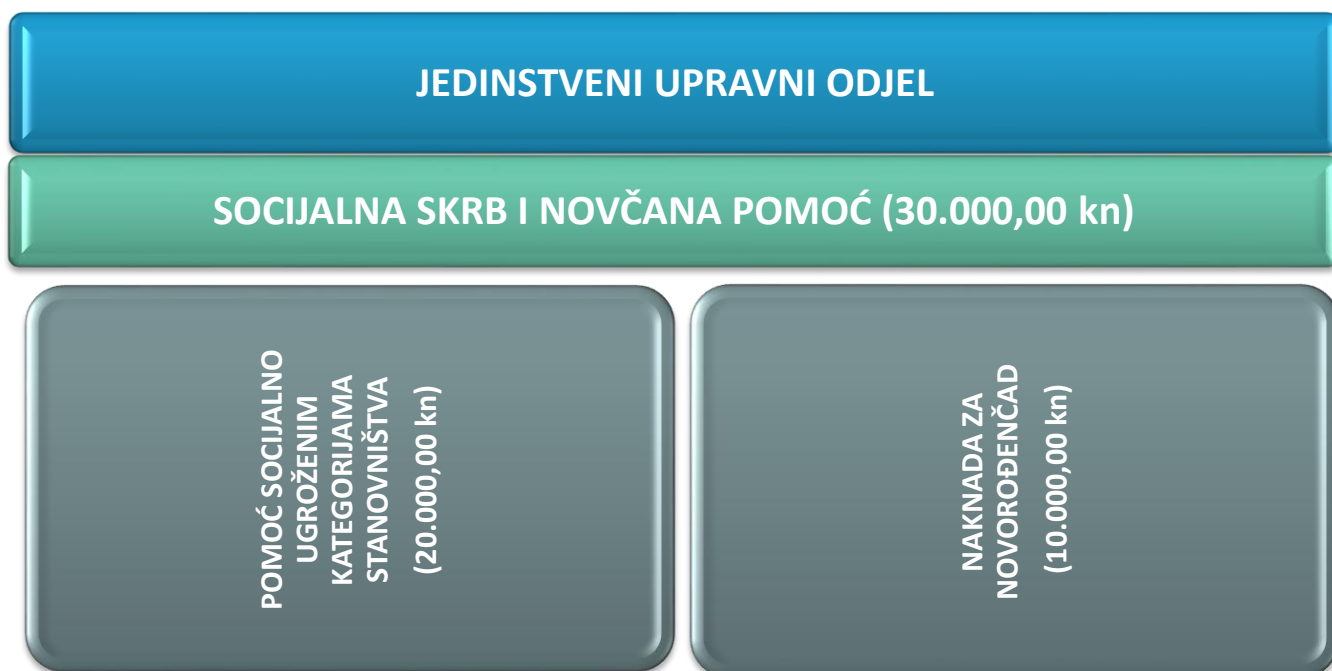 JEDINSTVENI UPRAVNI ODJEL
SOCIJALNA SKRB I NOVČANA POMOĆ (30.000,00 kn)
POMOĆ SOCIJALNO
UGROŽENIM
KATEGORIJAMA
STANOVNIŠTVA
(20.000,00 kn)
NAKNADA ZA
NOVOROĐENČAD
(10.000,00 kn)